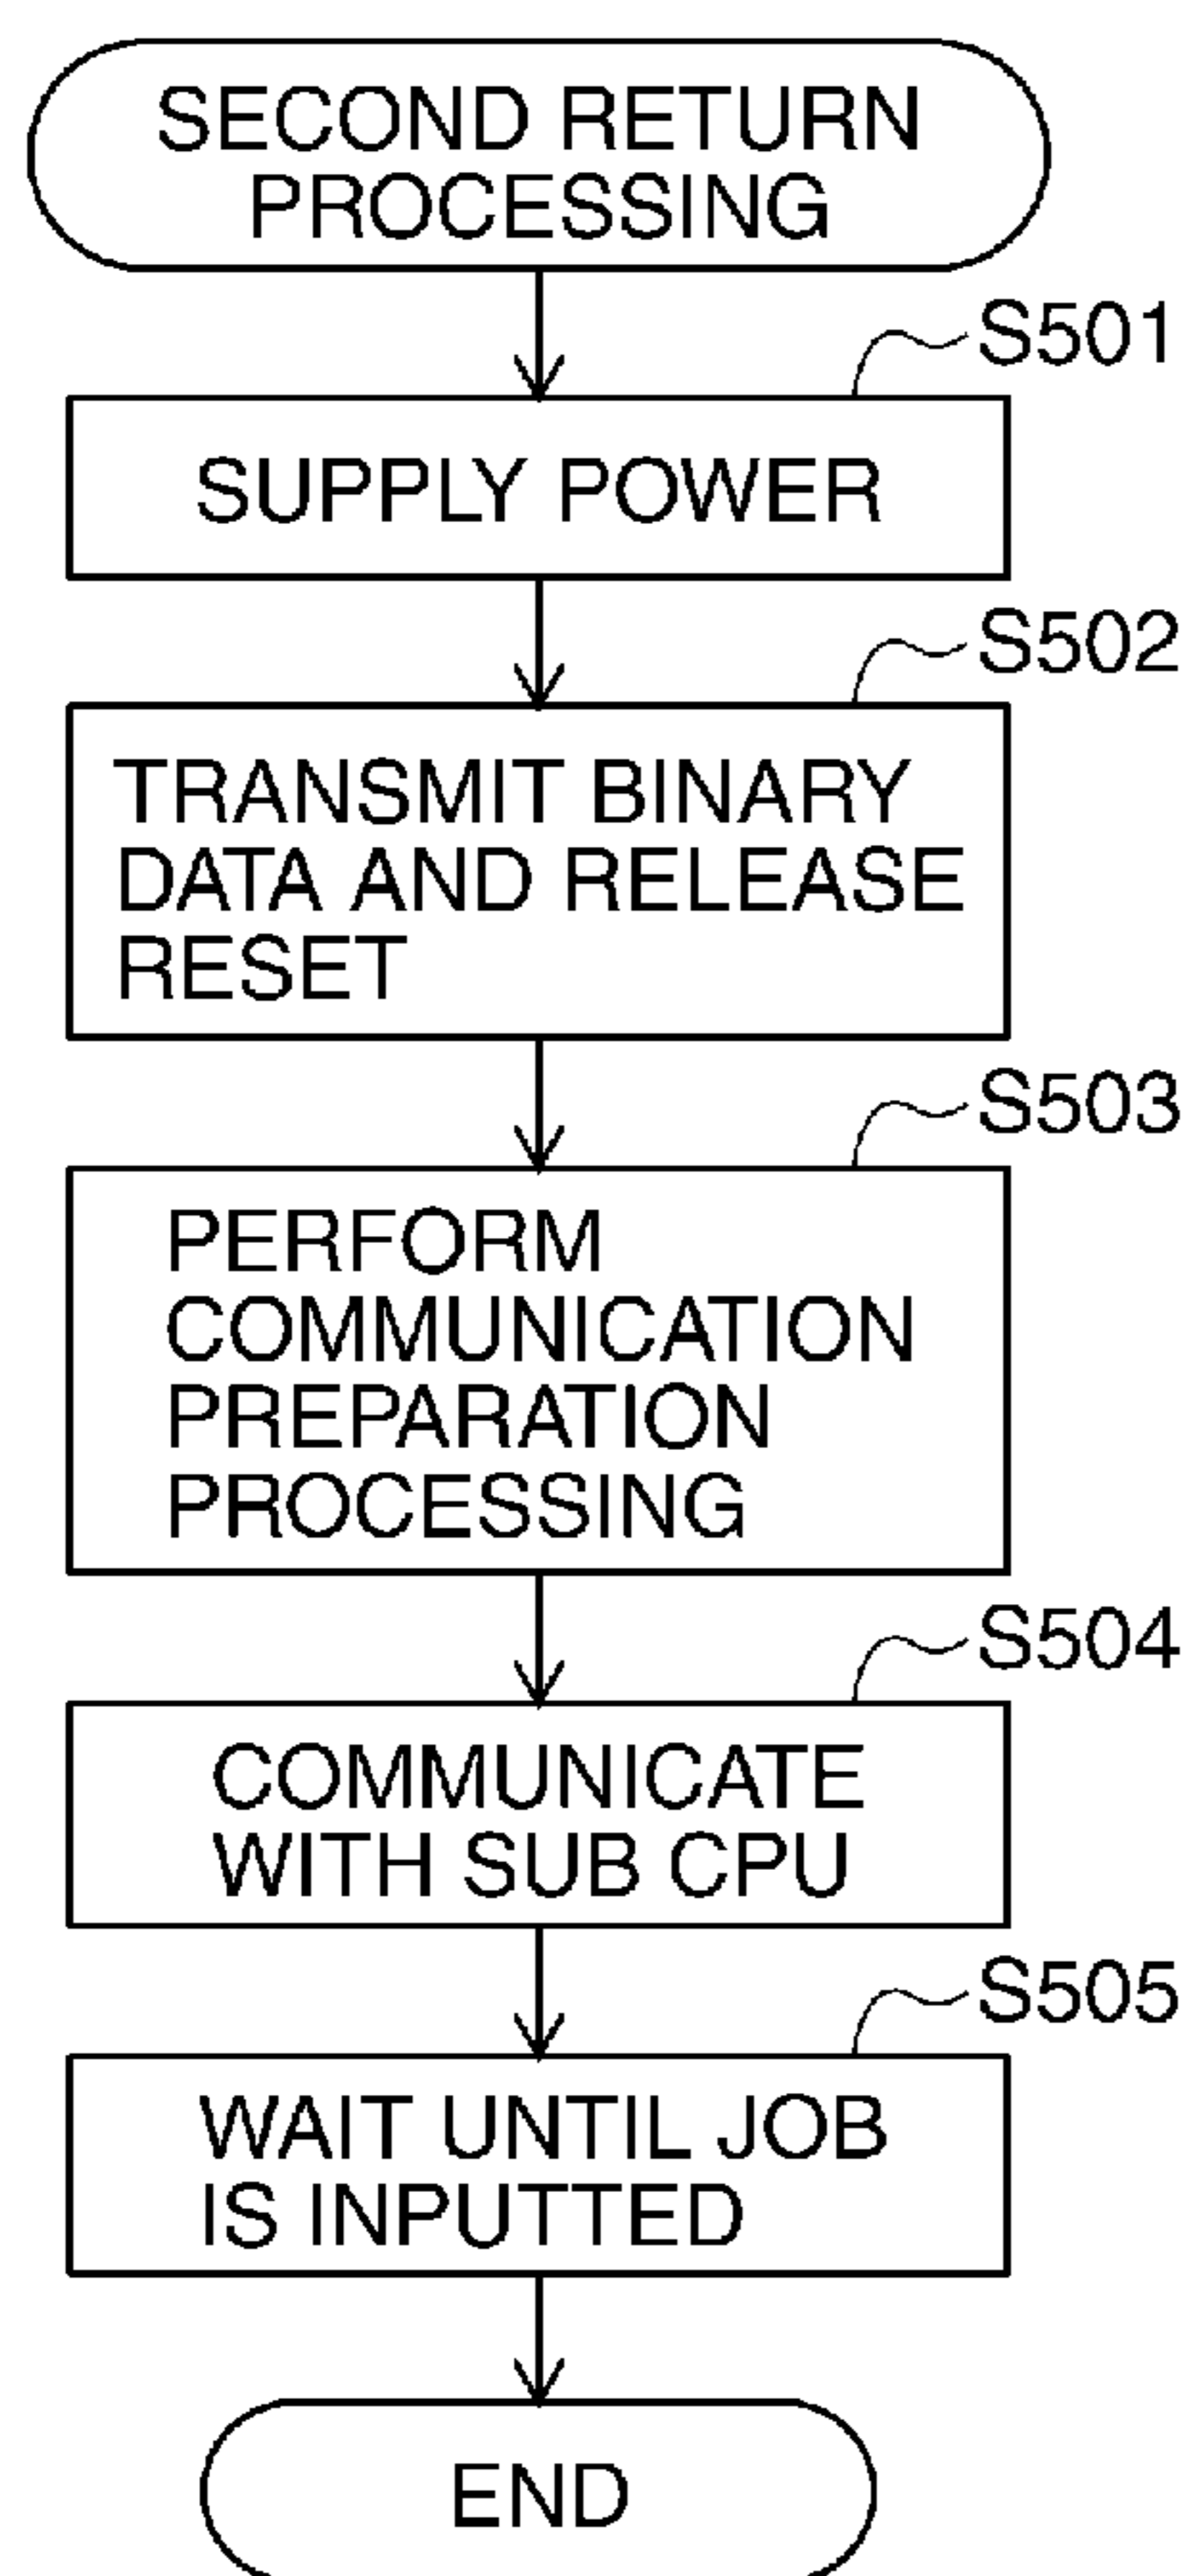 SECOND RETURN
PROCESSING
S501
SUPPLY POWER
S502
TRANSMIT BINARY
DATA AND RELEASE
RESET
S503
PERFORM
COMMUNICATION
PREPARATION
PROCESSING
S504
COMMUNICATE
WITH SUB CPU
S505
WAIT UNTIL JOB
IS INPUTTED
END